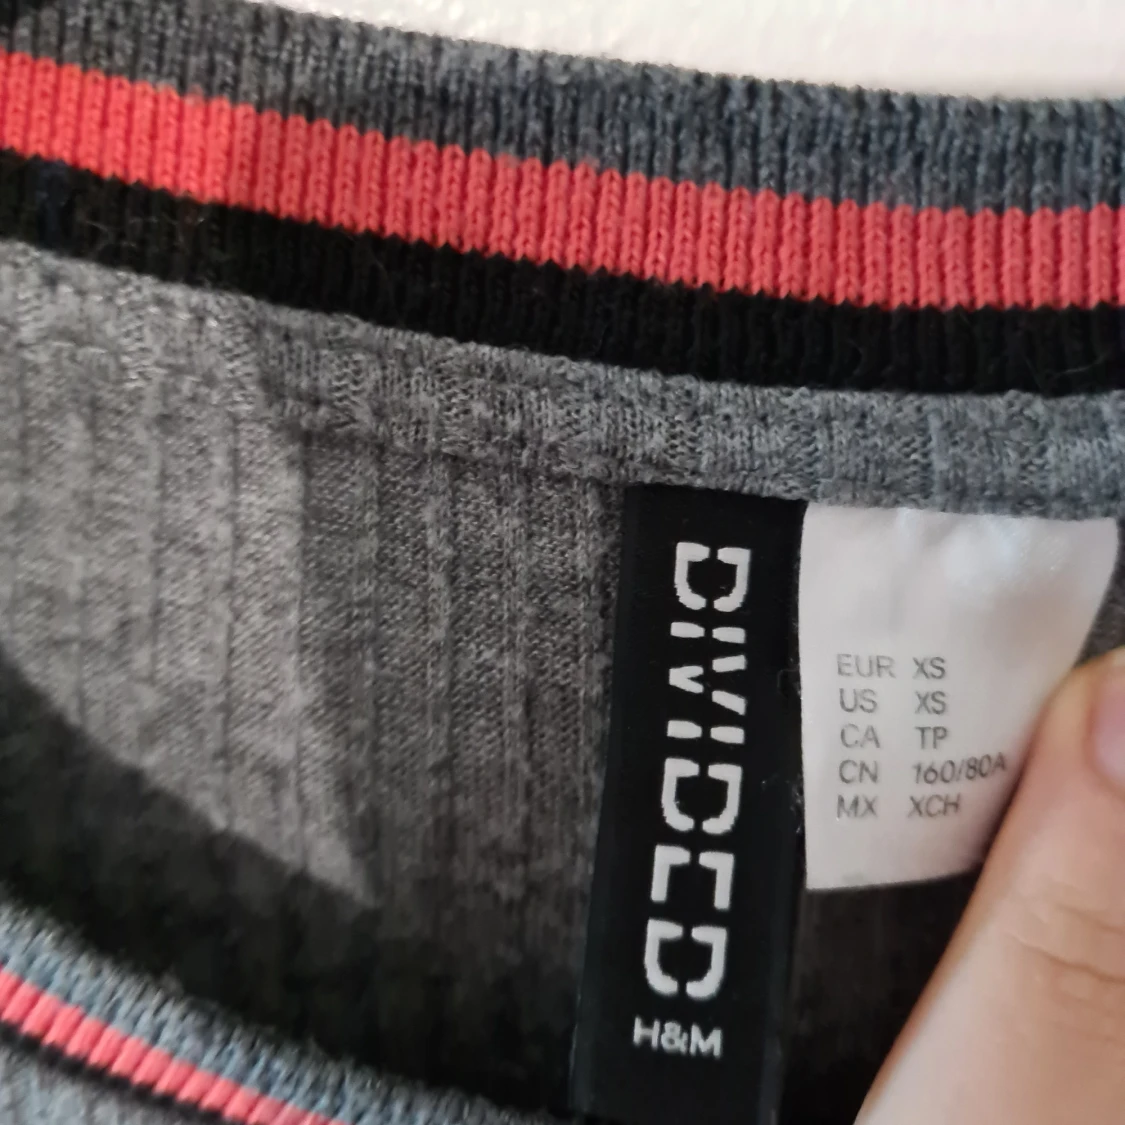 DIVIDED
H&M
EUR XS
US XS
CA TP
CN 160/80A
MX XCH